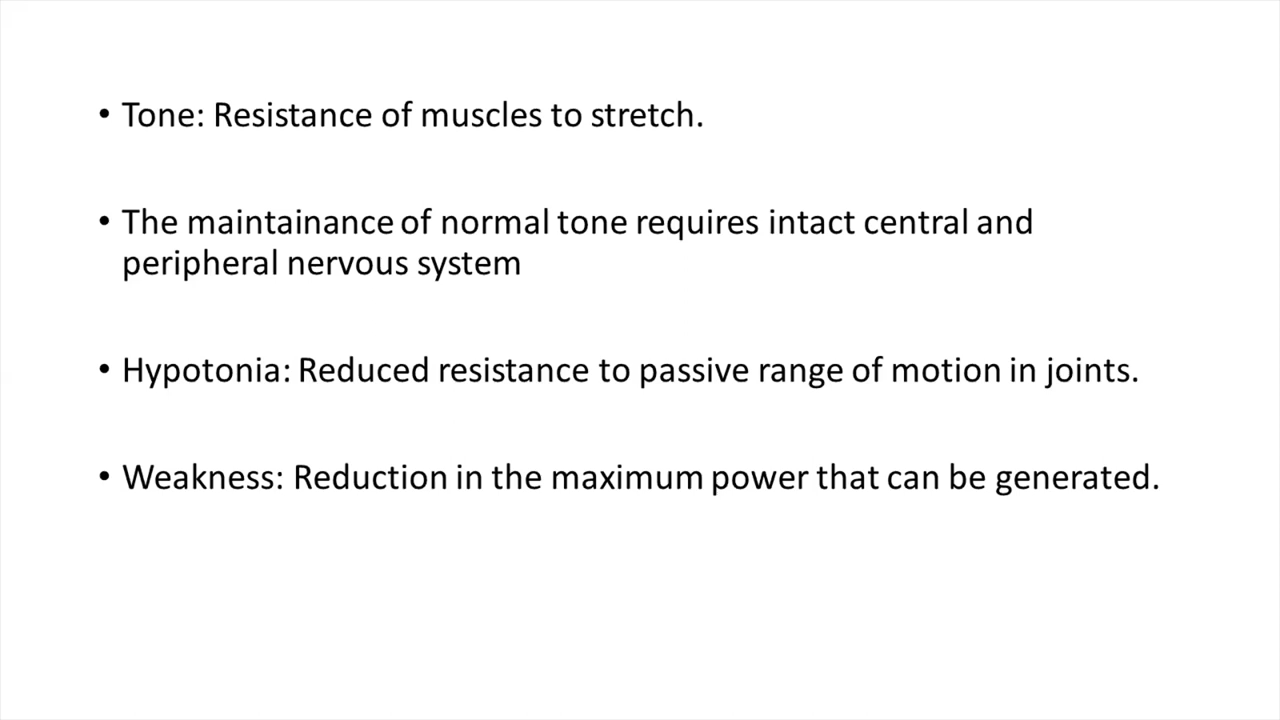 • Tone: Resistance of muscles to stretch.
• The maintainance of normal tone requires intact central and
peripheral nervous system
• Hypotonia: Reduced resistance to passive range of motion in joints.
• Weakness: Reduction in the maximum power that can be generated.